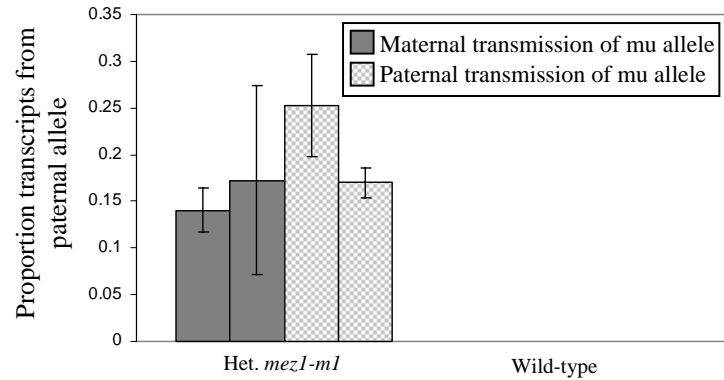 Proportion transcripts from
paternal allele
0.35
0.3
0.25
0.2
0.15
0.1
0.05
0
Maternal transmission of mu allele
Paternal transmission of mu allele
Het. mez1-m1
Wild-type